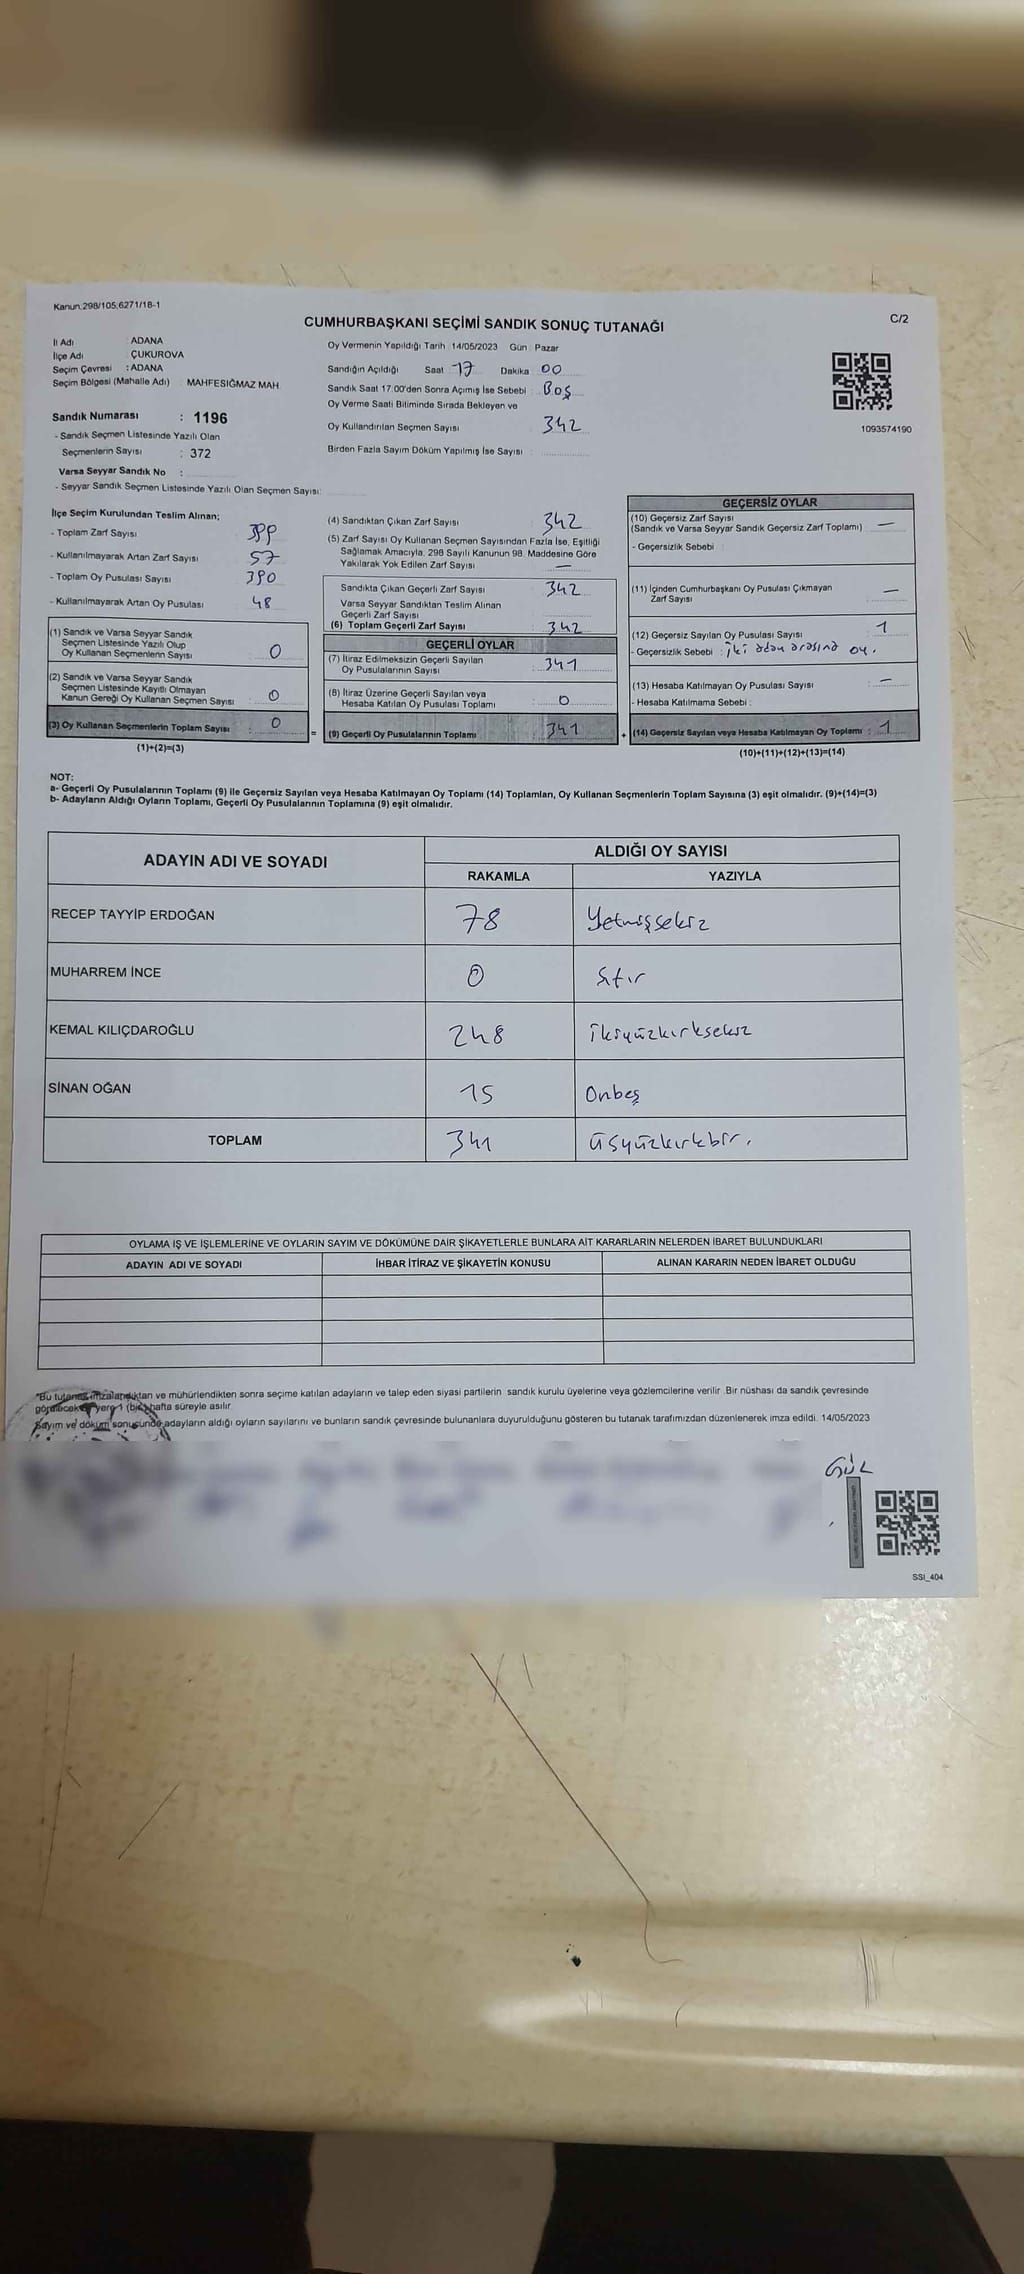 Kanun:298/105;6271/18-1
C/2
CUMHURBAŞKANI SEÇİMİ SANDIK SONUÇ TUTANAĞI
İl Adı : ADANA
İlçe Adı : ÇUKUROVA
Seçim Çevresi : ADANA
Seçim Bölgesi (Mahalle Adı) : MAHFESIĞMAZ MAH.
Sandık Numarası : 1196
- Sandık Seçmen Listesinde Yazılı Olan
Seçmenlerin Sayısı : 372
Varsa Seyyar Sandık No :
- Seyyar Sandık Seçmen Listesinde Yazılı Olan Seçmen Sayısı:
Oy Vermenin Yapıldığı Tarih : 14/05/2023 Gün : Pazar
Sandığın Açıldığı Saat : 17 Dakika : 00
Sandık Saat 17:00'den Sonra Açılmış İse Sebebi : Boş
Oy Verme Saati Bitiminde Sırada Bekleyen ve
Oy Kullandırılan Seçmen Sayısı 342
Birden Fazla Sayım Döküm Yapılmış İse Sayısı :
1093574190
İlçe Seçim Kurulundan Teslim Alınan;
- Toplam Zarf Sayısı
- Kullanılmayarak Artan Zarf Sayısı 57
- Toplam Oy Pusulası Sayısı 390
- Kullanılmayarak Artan Oy Pusulası 48
(1) Sandık ve Varsa Seyyar Sandık
Seçmen Listesinde Yazılı Olup
Oy Kullanan Seçmenlerin Sayısı : 0
(2) Sandık ve Varsa Seyyar Sandık
Seçmen Listesinde Kayıtlı Olmayan
Kanun Gereği Oy Kullanan Seçmen Sayısı : 0
(3) Oy Kullanan Seçmenlerin Toplam Sayısı : 0
(1)+(2)=(3)
(4) Sandıktan Çıkan Zarf Sayısı : 342
(5) Zarf Sayısı Oy Kullanan Seçmen Sayısından Fazla İse, Eşitliği
Sağlamak Amacıyla, 298 Sayılı Kanunun 98. Maddesine Göre
Yakılarak Yok Edilen Zarf Sayısı : —
Sandıkta Çıkan Geçerli Zarf Sayısı : 342
Varsa Seyyar Sandıktan Teslim Alınan
Geçerli Zarf Sayısı
(6) Toplam Geçerli Zarf Sayısı : 342
GEÇERLİ OYLAR
(7) İtiraz Edilmeksizin Geçerli Sayılan
Oy Pusulalarının Sayısı : 341
(8) İtiraz Üzerine Geçerli Sayılan veya
Hesaba Katılan Oy Pusulası Toplamı : 0
= (9) Geçerli Oy Pusulalarının Toplamı : 341
GEÇERSİZ OYLAR
(10) Geçersiz Zarf Sayısı
(Sandık ve Varsa Seyyar Sandık Geçersiz Zarf Toplamı) : —
- Geçersizlik Sebebi :
(11) İçinden Cumhurbaşkanı Oy Pusulası Çıkmayan
Zarf Sayısı : —
(12) Geçersiz Sayılan Oy Pusulası Sayısı : 1
- Geçersizlik Sebebi : iki adan arasına oy.
(13) Hesaba Katılmayan Oy Pusulası Sayısı : —
- Hesaba Katılmama Sebebi :
+ (14) Geçersiz Sayılan veya Hesaba Katılmayan Oy Toplamı : 1
(10)+(11)+(12)+(13)=(14)
NOT:
a- Geçerli Oy Pusulalarının Toplamı (9) ile Geçersiz Sayılan veya Hesaba Katılmayan Oy Toplamı (14) Toplamları, Oy Kullanan Seçmenlerin Toplam Sayısına (3) eşit olmalıdır. (9)+(14)=(3)
b- Adayların Aldığı Oyların Toplamı, Geçerli Oy Pusulalarının Toplamına (9) eşit olmalıdır.
ADAYIN ADI VE SOYADI ALDIĞI OY SAYISI
RAKAMLA YAZIYLA
RECEP TAYYİP ERDOĞAN 78 Yetmişsekiz
MUHARREM İNCE 0 Sıfır
KEMAL KILIÇDAROĞLU 248 ikiyüzkırksekiz
SİNAN OĞAN 15 Onbeş
TOPLAM 341 üsyüzkırkbir.
OYLAMA İŞ VE İŞLEMLERİNE VE OYLARIN SAYIM VE DÖKÜMÜNE DAİR ŞİKAYETLERLE BUNLARA AİT KARARLARIN NELERDEN İBARET BULUNDUKLARI
ADAYIN ADI VE SOYADI İHBAR İTİRAZ VE ŞİKAYETİN KONUSU ALINAN KARARIN NEDEN İBARET OLDUĞU
"Bu tutanak imzalandıktan ve mühürlendikten sonra seçime katılan adayların ve talep eden siyasi partilerin sandık kurulu üyelerine veya gözlemcilerine verilir. Bir nüshası da sandık çevresinde
görülecek bir yere 1 (bir) hafta süreyle asılır.
Sayım ve döküm sonucunda adayların aldığı oyların sayılarını ve bunların sandık çevresinde bulunanlara duyurulduğunu gösteren bu tutanak tarafımızdan düzenlenerek imza edildi. 14/05/2023
GÜL
SSI_404